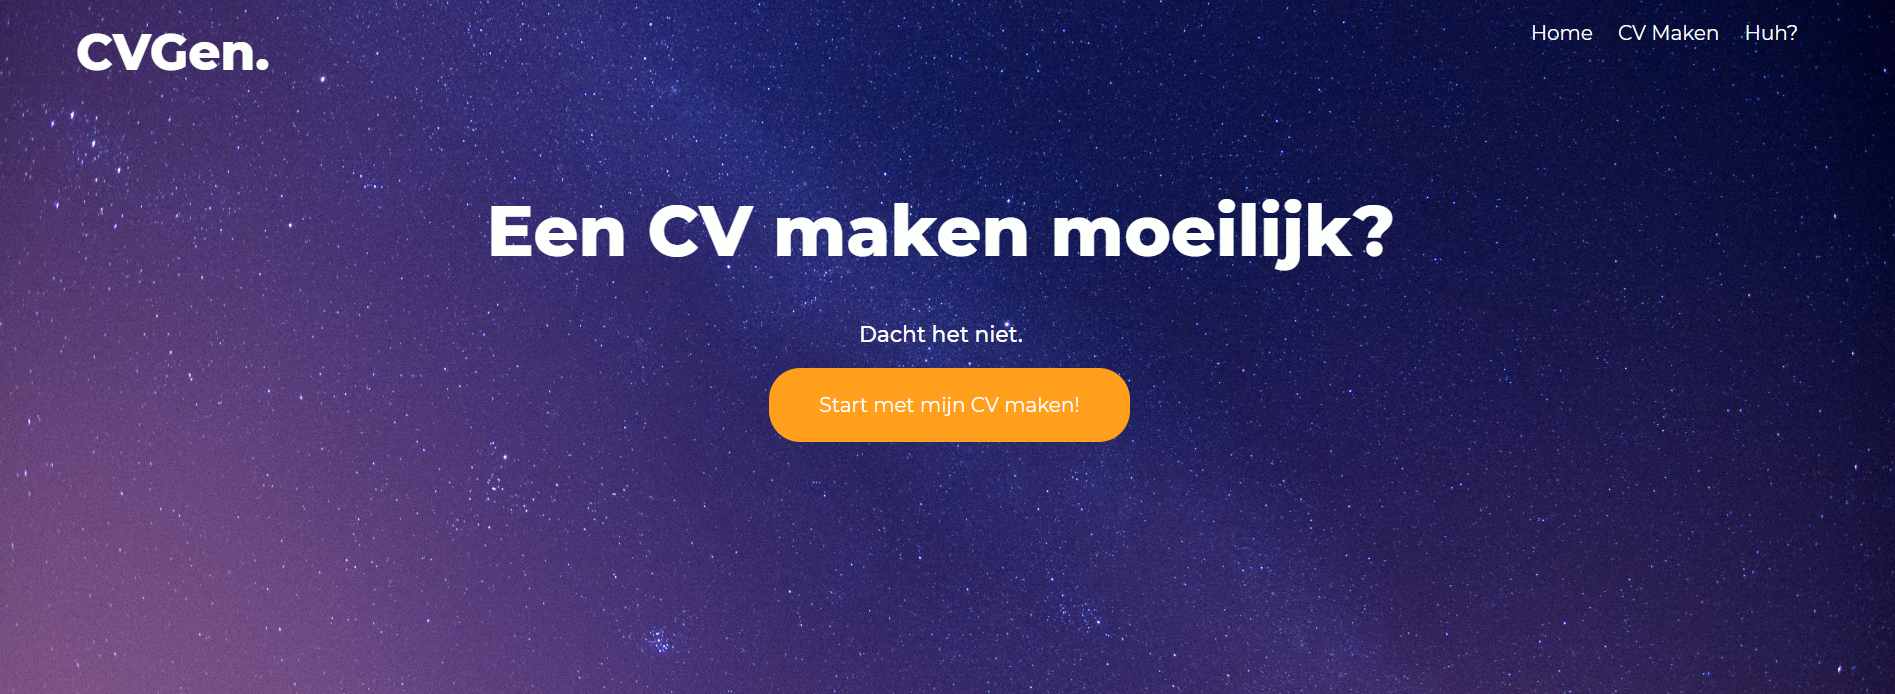 CVGen.
Home CV Maken Huh?
Een CV maken moeilijk?
Dacht het niet.
Start met mijn CV maken!